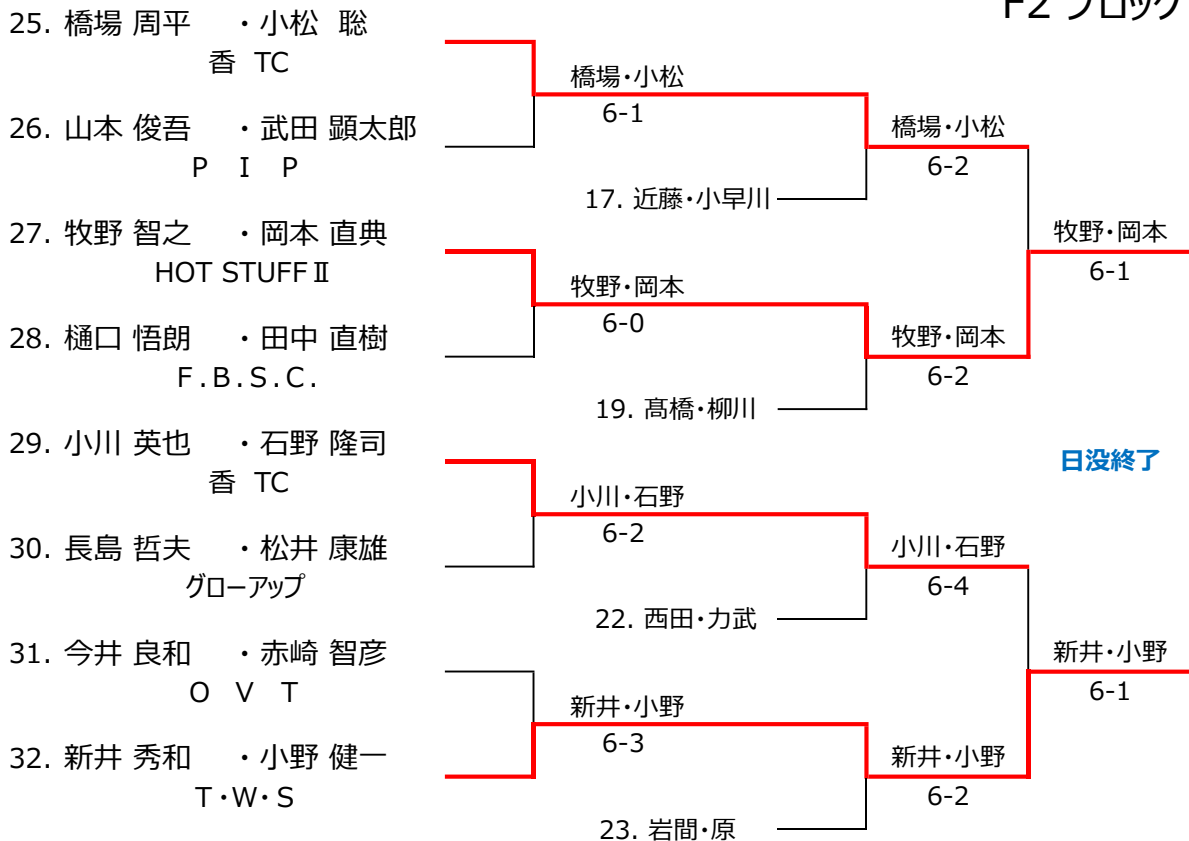 F2 ブロック
25. 橋場 周平 ・小松 聡
香 TC
橋場・小松
6-1
26. 山本 俊吾 ・武田 顕太郎
P I P
橋場・小松
6-2
17. 近藤・小早川
27. 牧野 智之 ・岡本 直典
HOT STUFFⅡ
牧野・岡本
6-1
牧野・岡本
6-0
28. 樋口 悟朗 ・田中 直樹
F.B.S.C.
牧野・岡本
6-2
19. 髙橋・柳川
29. 小川 英也 ・石野 隆司
香 TC
日没終了
小川・石野
6-2
30. 長島 哲夫 ・松井 康雄
グローアップ
小川・石野
6-4
22. 西田・力武
31. 今井 良和 ・赤崎 智彦
O V T
新井・小野
6-1
新井・小野
6-3
32. 新井 秀和 ・小野 健一
T・W・S
新井・小野
6-2
23. 岩間・原